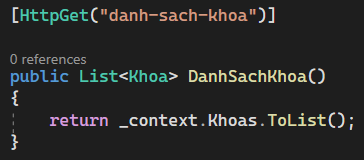 [HttpGet("danh-sach-khoa")]
0 references
public List<Khoa> DanhSachKhoa()
{
    return _context.Khoas.ToList();
}